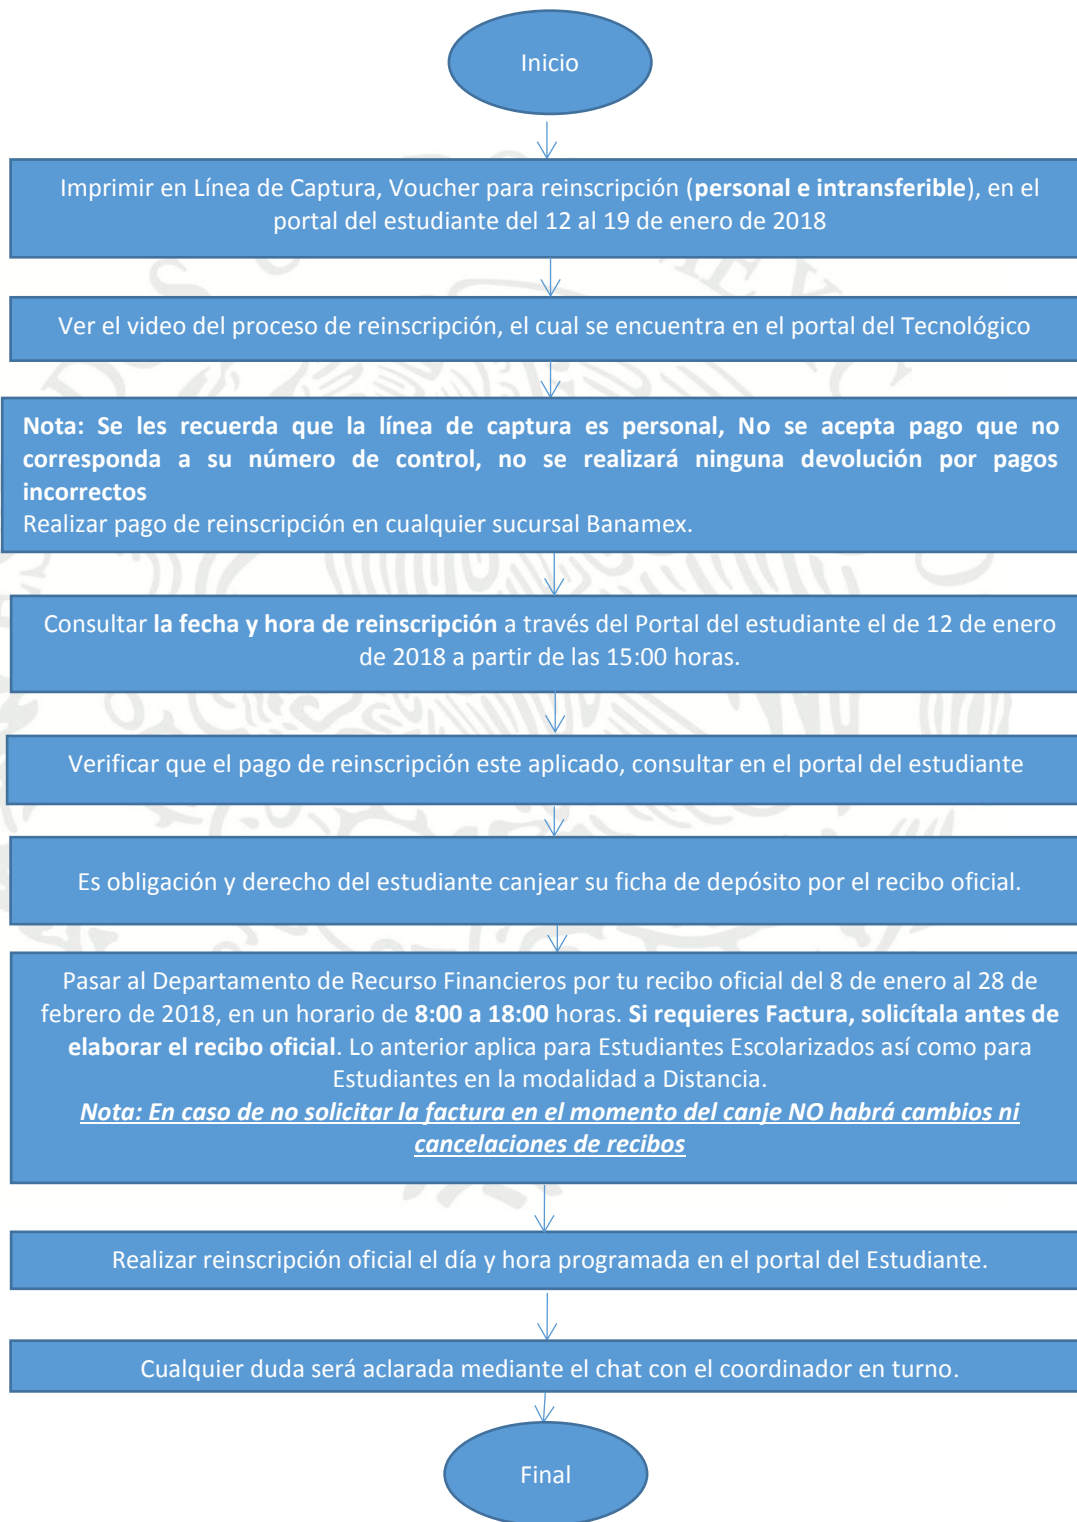 Inicio
Imprimir en Línea de Captura, Voucher para reinscripción (personal e intransferible), en el
portal del estudiante del 12 al 19 de enero de 2018
Ver el video del proceso de reinscripción, el cual se encuentra en el portal del Tecnológico
Nota: Se les recuerda que la línea de captura es personal, No se acepta pago que no
corresponda a su número de control, no se realizará ninguna devolución por pagos
incorrectos
Realizar pago de reinscripción en cualquier sucursal Banamex.
Consultar la fecha y hora de reinscripción a través del Portal del estudiante el de 12 de enero
de 2018 a partir de las 15:00 horas.
Verificar que el pago de reinscripción este aplicado, consultar en el portal del estudiante
Es obligación y derecho del estudiante canjear su ficha de depósito por el recibo oficial.
Pasar al Departamento de Recurso Financieros por tu recibo oficial del 8 de enero al 28 de
febrero de 2018, en un horario de 8:00 a 18:00 horas. Si requieres Factura, solicítala antes de
elaborar el recibo oficial. Lo anterior aplica para Estudiantes Escolarizados así como para
Estudiantes en la modalidad a Distancia.
Nota: En caso de no solicitar la factura en el momento del canje NO habrá cambios ni
cancelaciones de recibos
Realizar reinscripción oficial el día y hora programada en el portal del Estudiante.
Cualquier duda será aclarada mediante el chat con el coordinador en turno.
Final